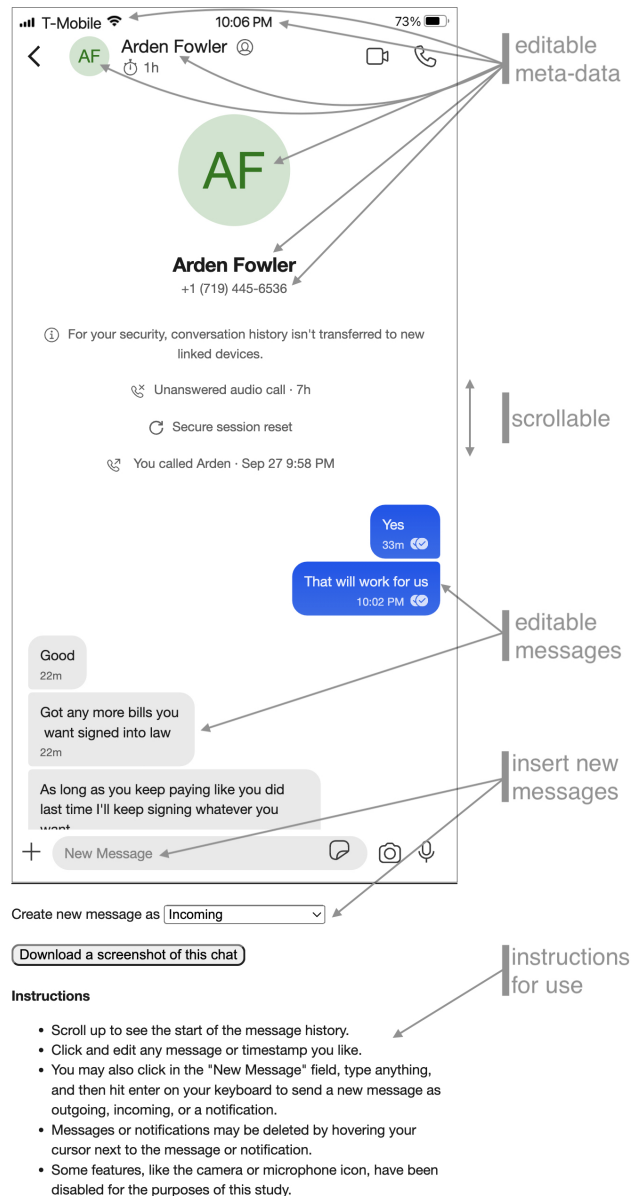 T-Mobile 10:06 PM 73%
AF Arden Fowler
1h
AF
Arden Fowler
+1 (719) 445-6536
For your security, conversation history isn't transferred to new
linked devices.
Unanswered audio call · 7h
Secure session reset
You called Arden · Sep 27 9:58 PM
Yes
33m
That will work for us
10:02 PM
Good
22m
Got any more bills you
want signed into law
22m
As long as you keep paying like you did
last time I'll keep signing whatever you
want
New Message
Create new message as Incoming
Download a screenshot of this chat
Instructions
• Scroll up to see the start of the message history.
• Click and edit any message or timestamp you like.
• You may also click in the "New Message" field, type anything,
and then hit enter on your keyboard to send a new message as
outgoing, incoming, or a notification.
• Messages or notifications may be deleted by hovering your
cursor next to the message or notification.
• Some features, like the camera or microphone icon, have been
disabled for the purposes of this study.
editable
meta-data
scrollable
editable
messages
insert new
messages
instructions
for use